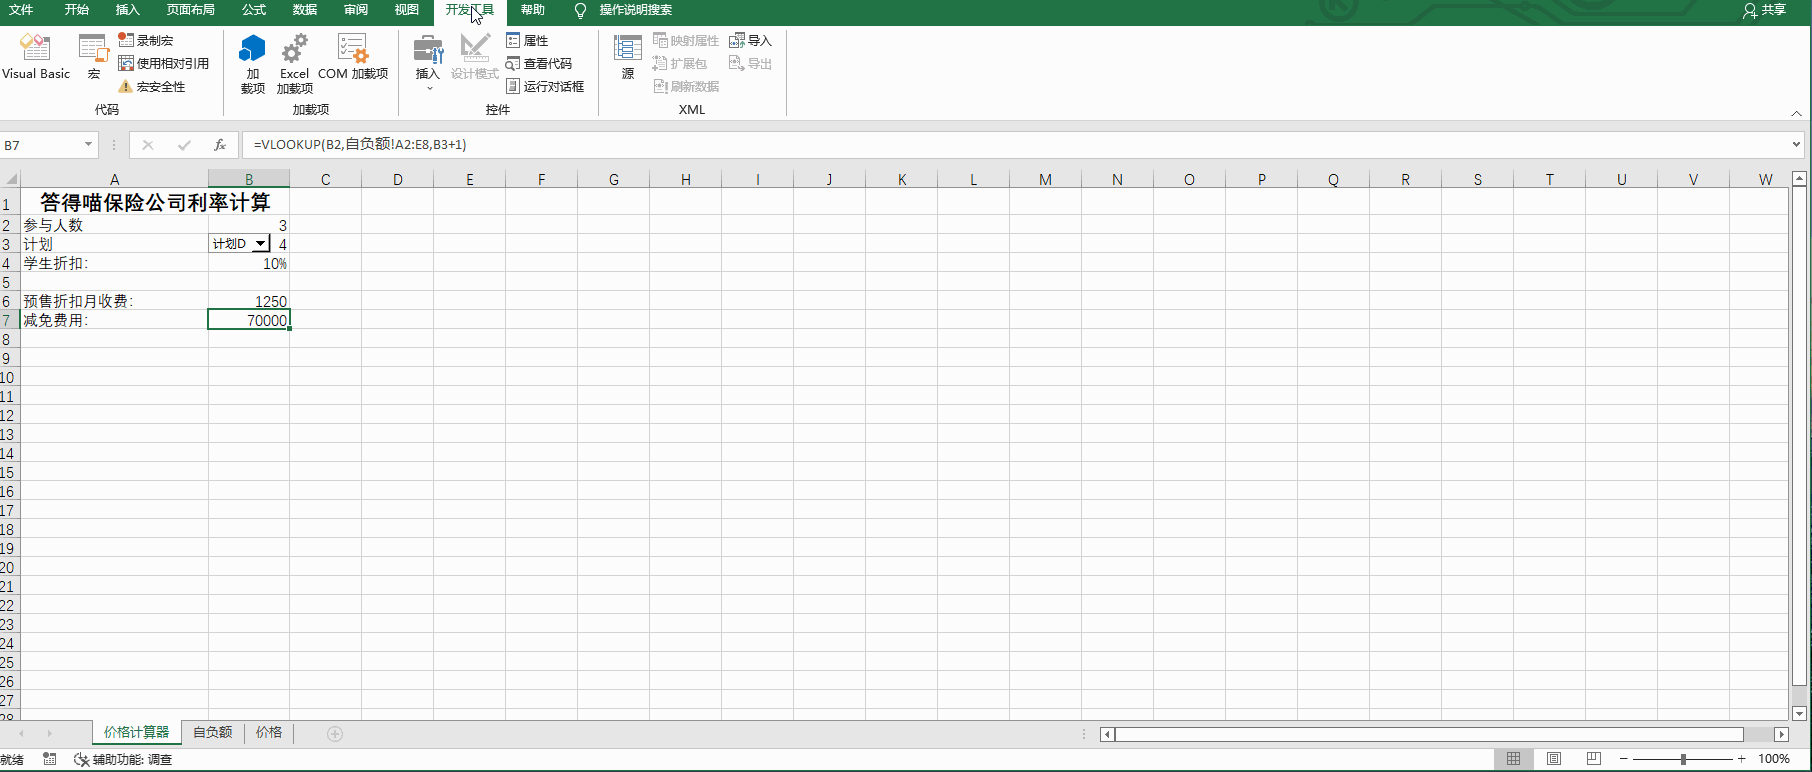 文件 开始 插入 页面布局 公式 数据 审阅 视图 开发工具 帮助 操作说明搜索 共享
Visual Basic 宏 录制宏 使用相对引用 宏安全性
加载项 Excel 加载项 COM 加载项
插入 设计模式 属性 查看代码 运行对话框
源 映射属性 扩展包 刷新数据 导入 导出
代码 加载项 控件 XML
B7 fx =VLOOKUP(B2,自负额!A2:E8,B3+1)
A B C D E F G H I J K L M N O P Q R S T U V W
1 答得喵保险公司利率计算
2 参与人数 3
3 计划 计划D 4
4 学生折扣: 10%
5
6 预售折扣月收费: 1250
7 减免费用: 70000
8
9
10
11
12
13
14
15
16
17
18
19
20
21
22
23
24
25
26
27
28
价格计算器 自负额 价格
就绪 辅助功能: 调查 100%